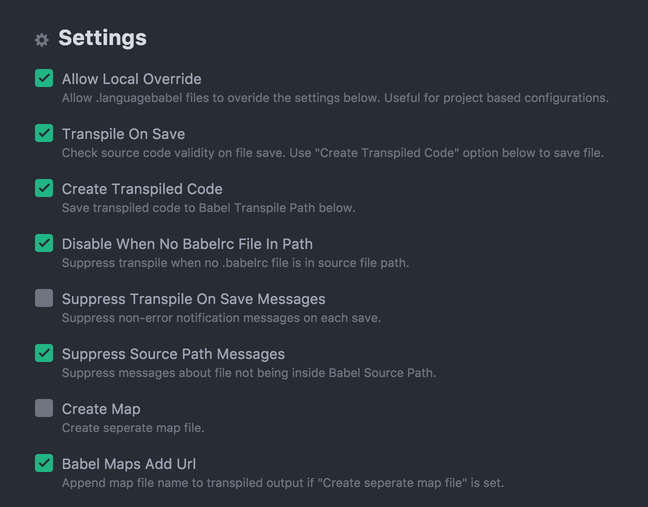 Settings
Allow Local Override
Allow .languagebabel files to overide the settings below. Useful for project based configurations.
Transpile On Save
Check source code validity on file save. Use "Create Transpiled Code" option below to save file.
Create Transpiled Code
Save transpiled code to Babel Transpile Path below.
Disable When No Babelrc File In Path
Suppress transpile when no .babelrc file is in source file path.
Suppress Transpile On Save Messages
Suppress non-error notification messages on each save.
Suppress Source Path Messages
Suppress messages about file not being inside Babel Source Path.
Create Map
Create seperate map file.
Babel Maps Add Url
Append map file name to transpiled output if "Create seperate map file" is set.